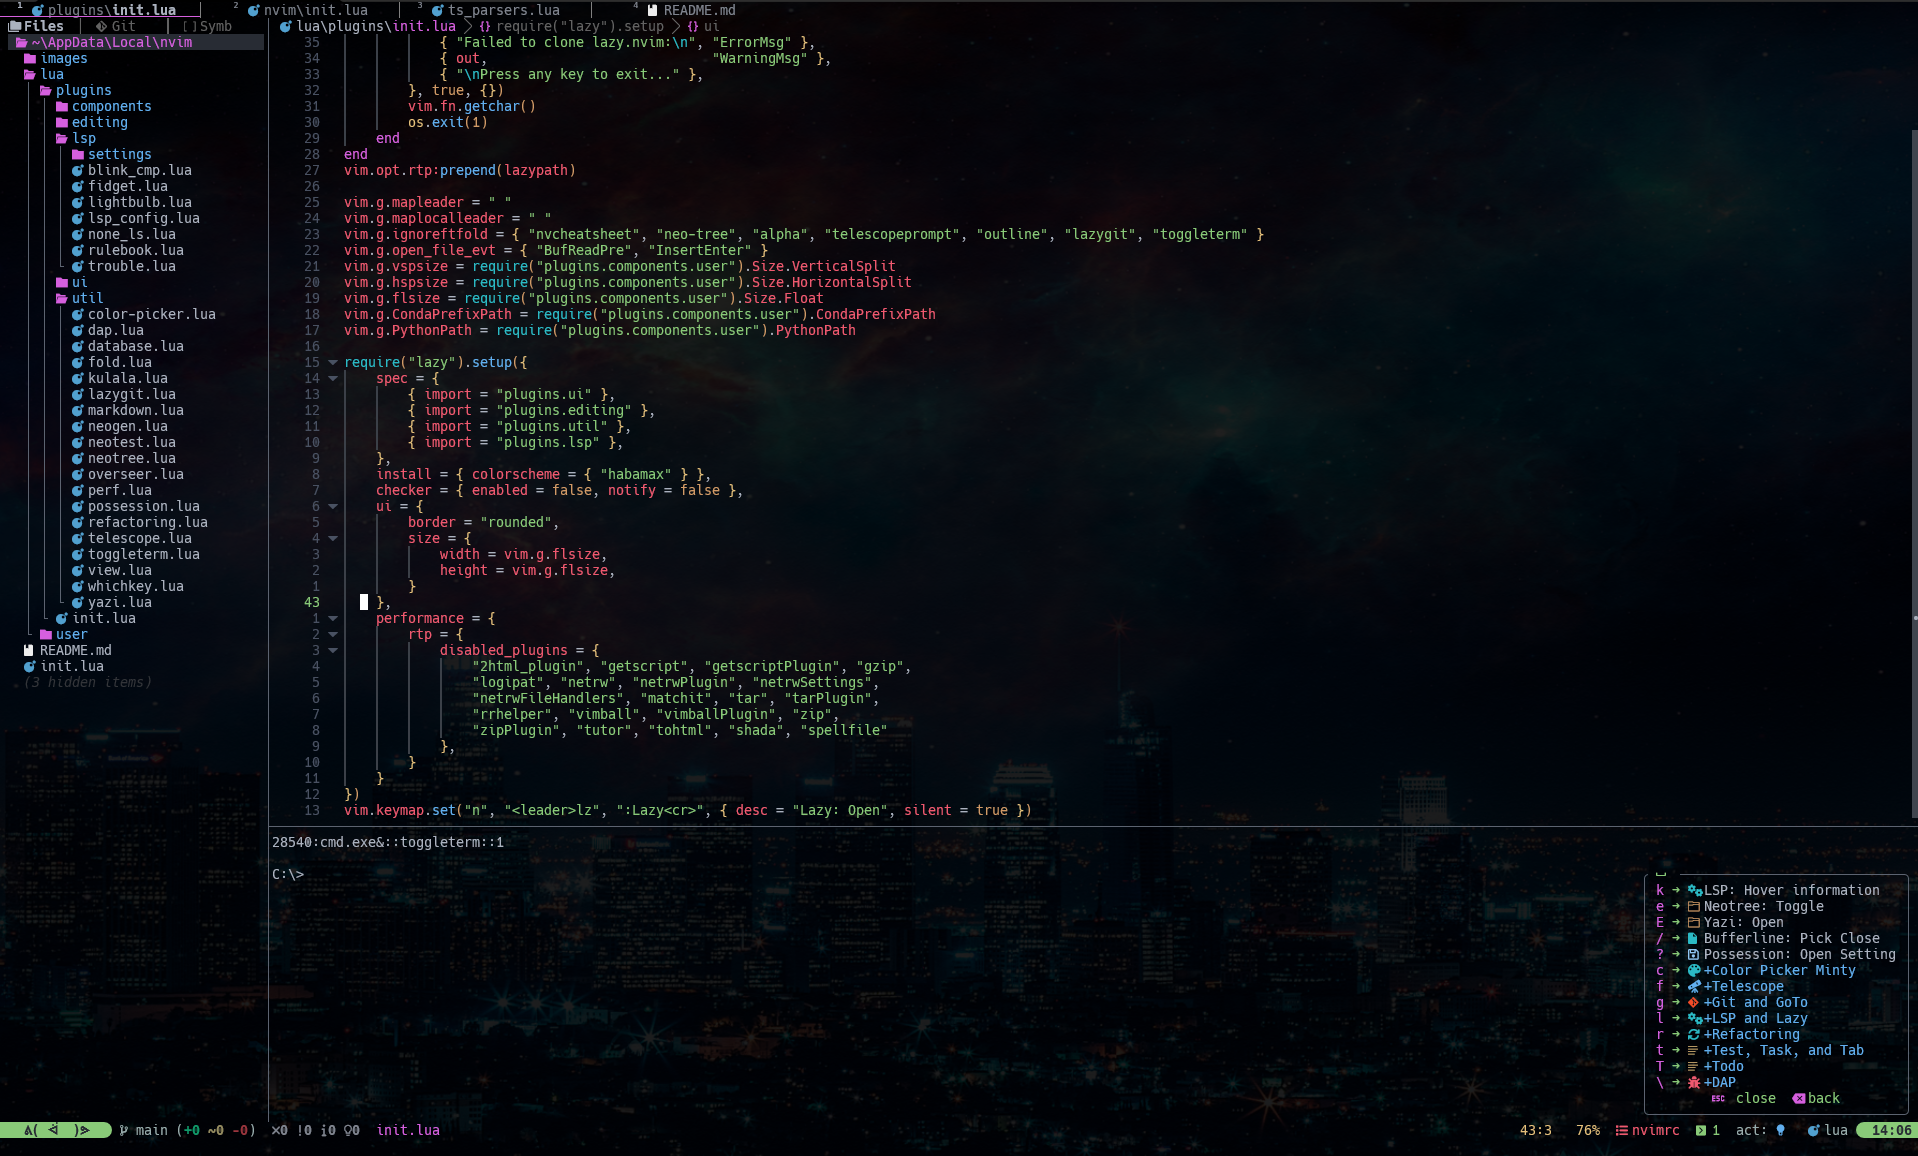 1 plugins\init.lua 2 nvim\init.lua 3 ts_parsers.lua 4 README.md
Files Git Symb
~\AppData\Local\nvim
images
lua
plugins
components
editing
lsp
settings
blink_cmp.lua
fidget.lua
lightbulb.lua
lsp_config.lua
none_ls.lua
rulebook.lua
trouble.lua
ui
util
color-picker.lua
dap.lua
database.lua
fold.lua
kulala.lua
lazygit.lua
markdown.lua
neogen.lua
neotest.lua
neotree.lua
overseer.lua
perf.lua
possession.lua
refactoring.lua
telescope.lua
toggleterm.lua
view.lua
whichkey.lua
yazi.lua
init.lua
user
README.md
init.lua
(3 hidden items)
lua\plugins\init.lua > {} require("lazy").setup > {} ui
35 { "Failed to clone lazy.nvim:\n", "ErrorMsg" },
34 { out, "WarningMsg" },
33 { "\nPress any key to exit..." },
32 }, true, {})
31 vim.fn.getchar()
30 os.exit(1)
29 end
28 end
27 vim.opt.rtp:prepend(lazypath)
26
25 vim.g.mapleader = " "
24 vim.g.maplocalleader = " "
23 vim.g.ignoreftfold = { "nvcheatsheet", "neo-tree", "alpha", "telescopeprompt", "outline", "lazygit", "toggleterm" }
22 vim.g.open_file_evt = { "BufReadPre", "InsertEnter" }
21 vim.g.vspsize = require("plugins.components.user").Size.VerticalSplit
20 vim.g.hspsize = require("plugins.components.user").Size.HorizontalSplit
19 vim.g.flsize = require("plugins.components.user").Size.Float
18 vim.g.CondaPrefixPath = require("plugins.components.user").CondaPrefixPath
17 vim.g.PythonPath = require("plugins.components.user").PythonPath
16
15 require("lazy").setup({
14 spec = {
13 { import = "plugins.ui" },
12 { import = "plugins.editing" },
11 { import = "plugins.util" },
10 { import = "plugins.lsp" },
9 },
8 install = { colorscheme = { "habamax" } },
7 checker = { enabled = false, notify = false },
6 ui = {
5 border = "rounded",
4 size = {
3 width = vim.g.flsize,
2 height = vim.g.flsize,
1 }
43 },
1 performance = {
2 rtp = {
3 disabled_plugins = {
4 "2html_plugin", "getscript", "getscriptPlugin", "gzip",
5 "logipat", "netrw", "netrwPlugin", "netrwSettings",
6 "netrwFileHandlers", "matchit", "tar", "tarPlugin",
7 "rrhelper", "vimball", "vimballPlugin", "zip",
8 "zipPlugin", "tutor", "tohtml", "shada", "spellfile"
9 },
10 }
11 }
12 })
13 vim.keymap.set("n", "<leader>lz", ":Lazy<cr>", { desc = "Lazy: Open", silent = true })
28540:cmd.exe&::toggleterm::1
C:\>
k → LSP: Hover information
e → Neotree: Toggle
E → Yazi: Open
/ → Bufferline: Pick Close
? → Possession: Open Setting
c → +Color Picker Minty
f → +Telescope
g → +Git and GoTo
l → +LSP and Lazy
r → +Refactoring
t → +Test, Task, and Tab
T → +Todo
\ → +DAP
ESC close back
main (+0 ~0 -0) ×0 !0 i0 0 init.lua 43:3 76% nvimrc 1 act: lua 14:06